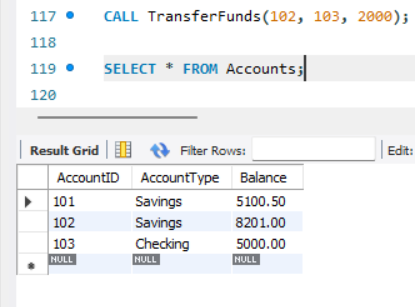 117 CALL TransferFunds(102, 103, 2000);
118
119 SELECT * FROM Accounts;
120
Result Grid Filter Rows: Edit:
AccountID AccountType Balance
101 Savings 5100.50
102 Savings 8201.00
103 Checking 5000.00
NULL NULL NULL